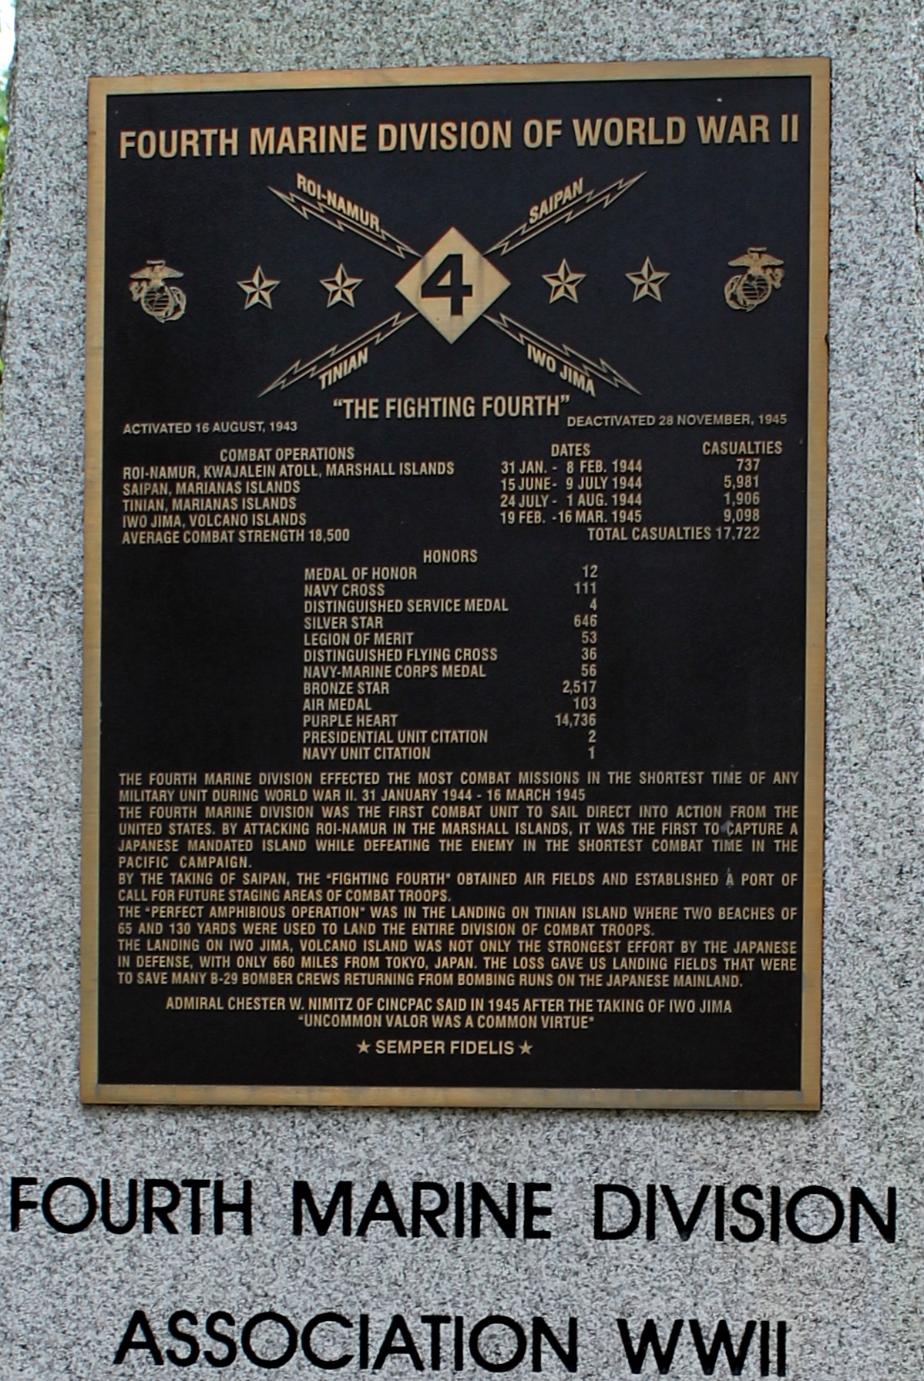 FOURTH MARINE DIVISION OF WORLD WAR II
ROI-NAMUR
SAIPAN
4
TINIAN
IWO JIMA
"THE FIGHTING FOURTH"
ACTIVATED 16 AUGUST, 1943 DEACTIVATED 28 NOVEMBER, 1945
COMBAT OPERATIONS DATES CASUALTIES
ROI-NAMUR, KWAJALEIN ATOLL, MARSHALL ISLANDS 31 JAN. - 8 FEB. 1944 737
SAIPAN, MARIANAS ISLANDS 15 JUNE- 9 JULY 1944 5,981
TINIAN, MARIANAS ISLANDS 24 JULY - 1 AUG. 1944 1,906
IWO JIMA, VOLCANO ISLANDS 19 FEB. -16 MAR. 1945 9,098
AVERAGE COMBAT STRENGTH 18,500 TOTAL CASUALTIES 17,722
HONORS
MEDAL OF HONOR 12
NAVY CROSS 111
DISTINGUISHED SERVICE MEDAL 4
SILVER STAR 646
LEGION OF MERIT 53
DISTINGUISHED FLYING CROSS 36
NAVY-MARINE CORPS MEDAL 56
BRONZE STAR 2,517
AIR MEDAL 103
PURPLE HEART 14,736
PRESIDENTIAL UNIT CITATION 2
NAVY UNIT CITATION 1
THE FOURTH MARINE DIVISION EFFECTED THE MOST COMBAT MISSIONS IN THE SHORTEST TIME OF ANY
MILITARY UNIT DURING WORLD WAR II. 31 JANUARY 1944 - 16 MARCH 1945
THE FOURTH MARINE DIVISION WAS THE FIRST COMBAT UNIT TO SAIL DIRECT INTO ACTION FROM THE
UNITED STATES. BY ATTACKING ROI-NAMUR IN THE MARSHALL ISLANDS, IT WAS THE FIRST TO CAPTURE A
JAPANESE MANDATED ISLAND WHILE DEFEATING THE ENEMY IN THE SHORTEST COMBAT TIME IN THE
PACIFIC CAMPAIGN.
BY THE TAKING OF SAIPAN, THE "FIGHTING FOURTH" OBTAINED AIR FIELDS AND ESTABLISHED A PORT OF
CALL FOR FUTURE STAGING AREAS OF COMBAT TROOPS.
THE "PERFECT AMPHIBIOUS OPERATION" WAS IN THE LANDING ON TINIAN ISLAND WHERE TWO BEACHES OF
65 AND 130 YARDS WERE USED TO LAND THE ENTIRE DIVISION OF COMBAT TROOPS.
THE LANDING ON IWO JIMA, VOLCANO ISLAND WAS NOT ONLY THE STRONGEST EFFORT BY THE JAPANESE
IN DEFENSE, WITH ONLY 660 MILES FROM TOKYO, JAPAN. THE LOSS GAVE US LANDING FIELDS THAT WERE
TO SAVE MANY B-29 BOMBER CREWS RETURNING FROM BOMBING RUNS ON THE JAPANESE MAINLAND.
ADMIRAL CHESTER W. NIMITZ OF CINCPAC SAID IN 1945 AFTER THE TAKING OF IWO JIMA
"UNCOMMON VALOR WAS A COMMON VIRTUE"
★ SEMPER FIDELIS ★
FOURTH MARINE DIVISION
ASSOCIATION WWII